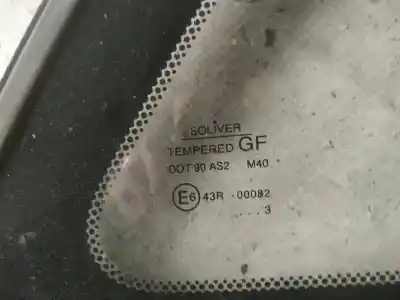 SOLIVER
TEMPERED GF
DOT 90 AS2 M40
E6 43R - 00082
... 3